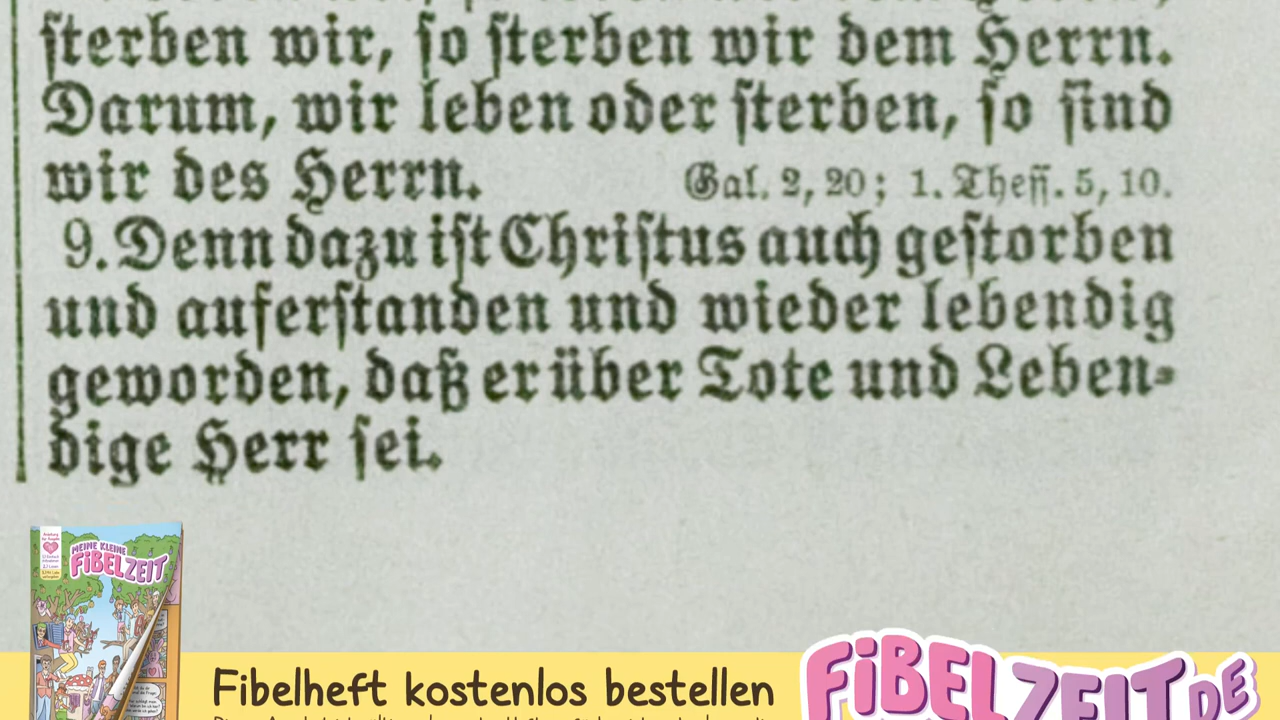 sterben wir, so sterben wir dem Herrn.
Darum, wir leben oder sterben, so sind
wir des Herrn. Gal. 2, 20; 1. Thess. 5, 10.
9. Denn dazu ist Christus auch gestorben
und auferstanden und wieder lebendig
geworden, daß er über Tote und Leben-
dige Herr sei.
MEINE KLEINE
FIBELZEIT
Fibelheft kostenlos bestellen
FIBELZEIT.DE